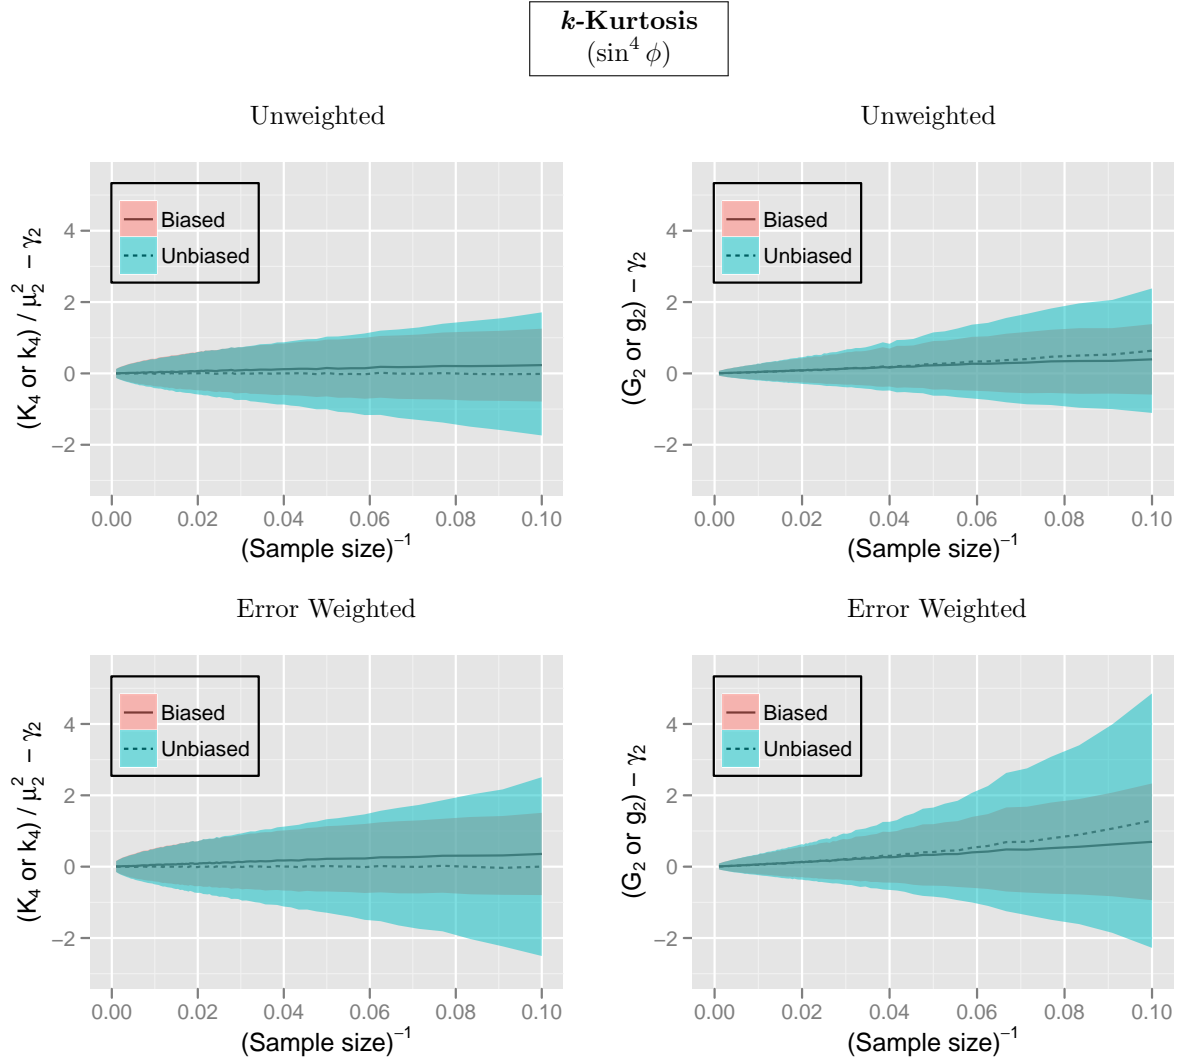 k-Kurtosis
(sin⁴ ϕ)
Unweighted
Unweighted
(K₄ or k₄) / μ₂² − γ₂
4
2
0
−2
Biased
Unbiased
0.00 0.02 0.04 0.06 0.08 0.10
(Sample size)⁻¹
(G₂ or g₂) − γ₂
4
2
0
−2
Biased
Unbiased
0.00 0.02 0.04 0.06 0.08 0.10
(Sample size)⁻¹
Error Weighted
Error Weighted
(K₄ or k₄) / μ₂² − γ₂
4
2
0
−2
Biased
Unbiased
0.00 0.02 0.04 0.06 0.08 0.10
(Sample size)⁻¹
(G₂ or g₂) − γ₂
4
2
0
−2
Biased
Unbiased
0.00 0.02 0.04 0.06 0.08 0.10
(Sample size)⁻¹